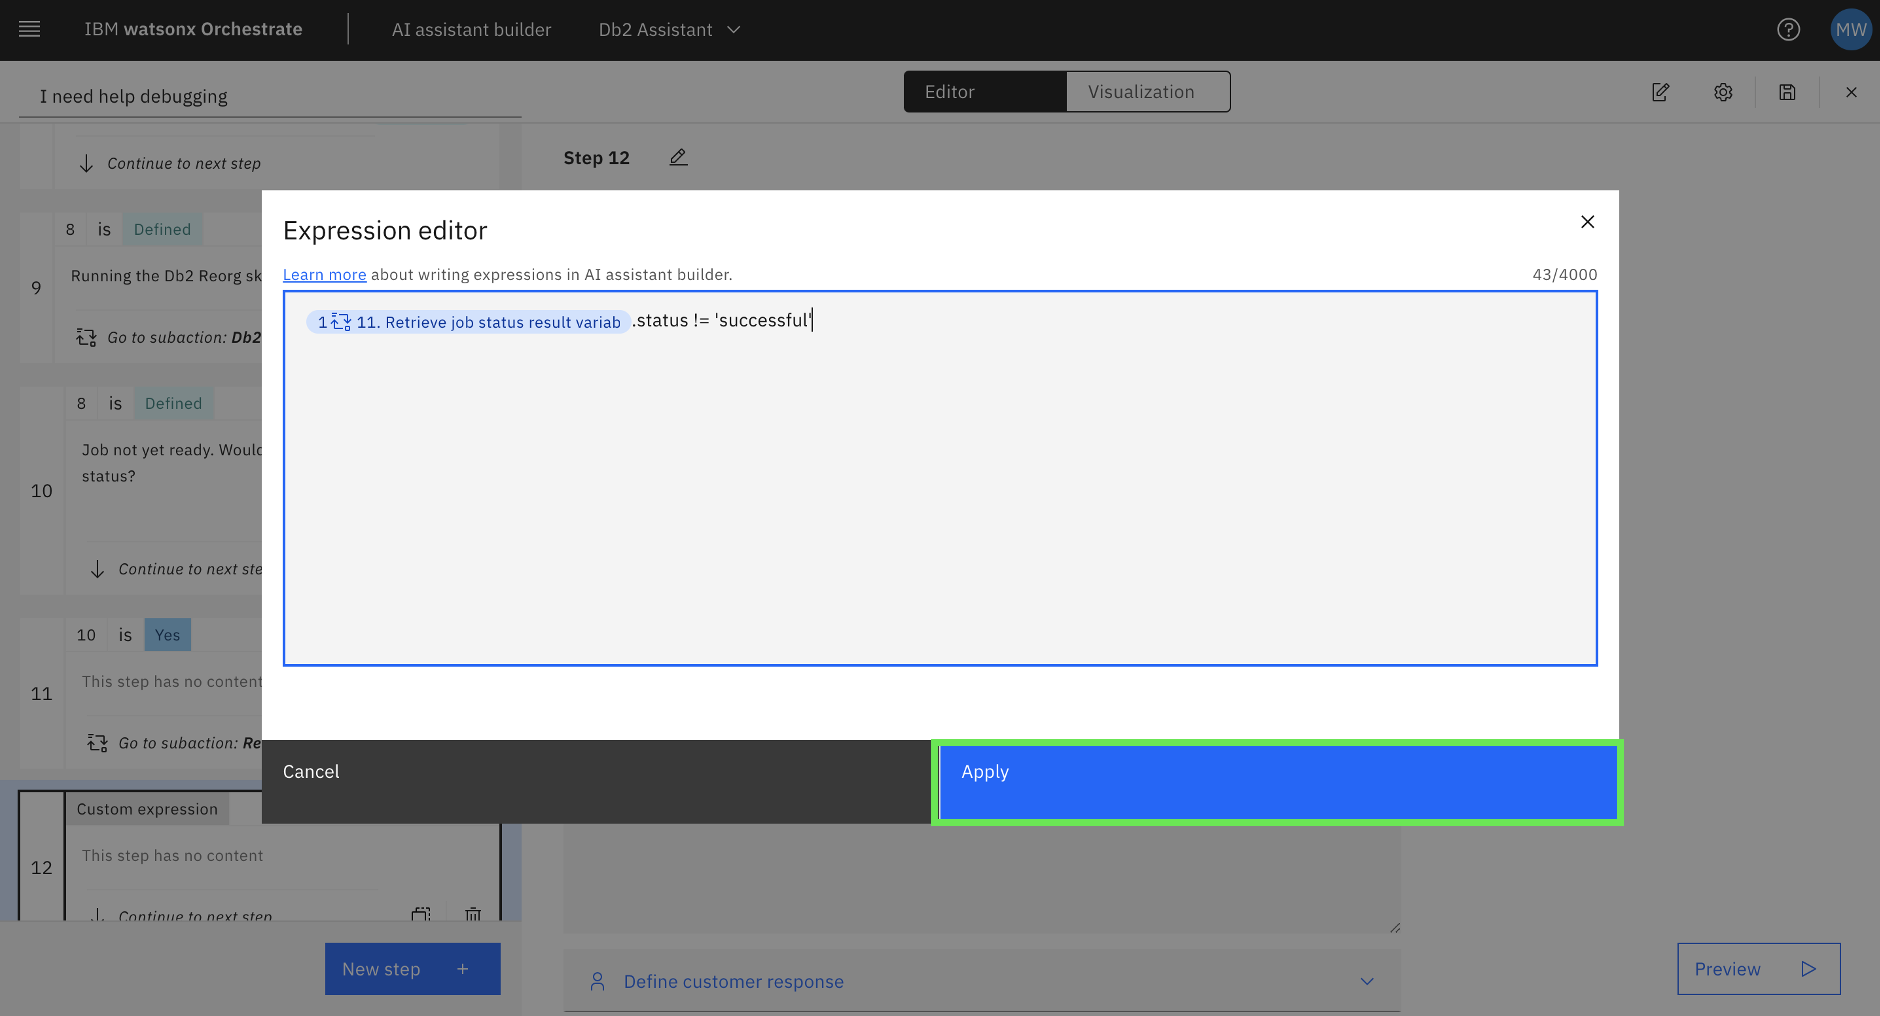 IBM watsonx Orchestrate
AI assistant builder
Db2 Assistant
MW
I need help debugging
Editor
Visualization
Continue to next step
Step 12
8 is Defined
9
Running the Db2 Reorg sk
Go to subaction: Db2
8 is Defined
10
Job not yet ready. Would
status?
Continue to next ste
10 is Yes
11
This step has no content
Go to subaction: Re
Custom expression
12
This step has no content
Continue to next step
New step +
Expression editor
Learn more about writing expressions in AI assistant builder.
43/4000
1 11. Retrieve job status result variab.status != 'successful'
Cancel
Apply
Define customer response
Preview